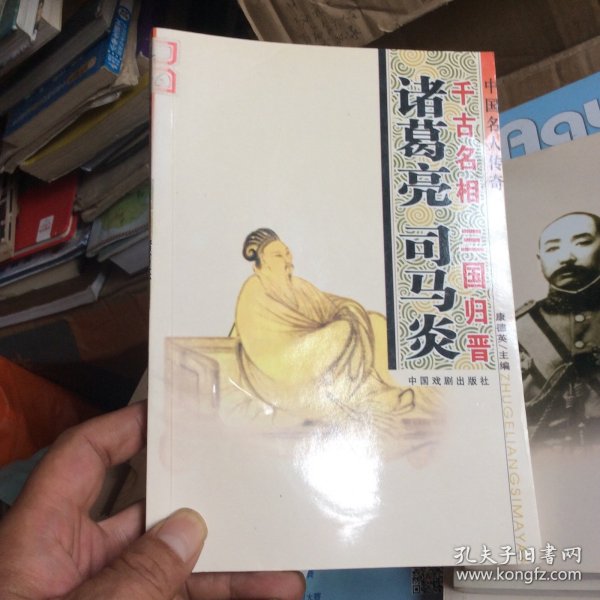 中国名人传奇
千古名相 三国归晋
诸葛亮 司马炎
康德英/主编
中国戏剧出版社
ZHUGELIANGSIMAYA
孔夫子旧书网
www.kongfz.com